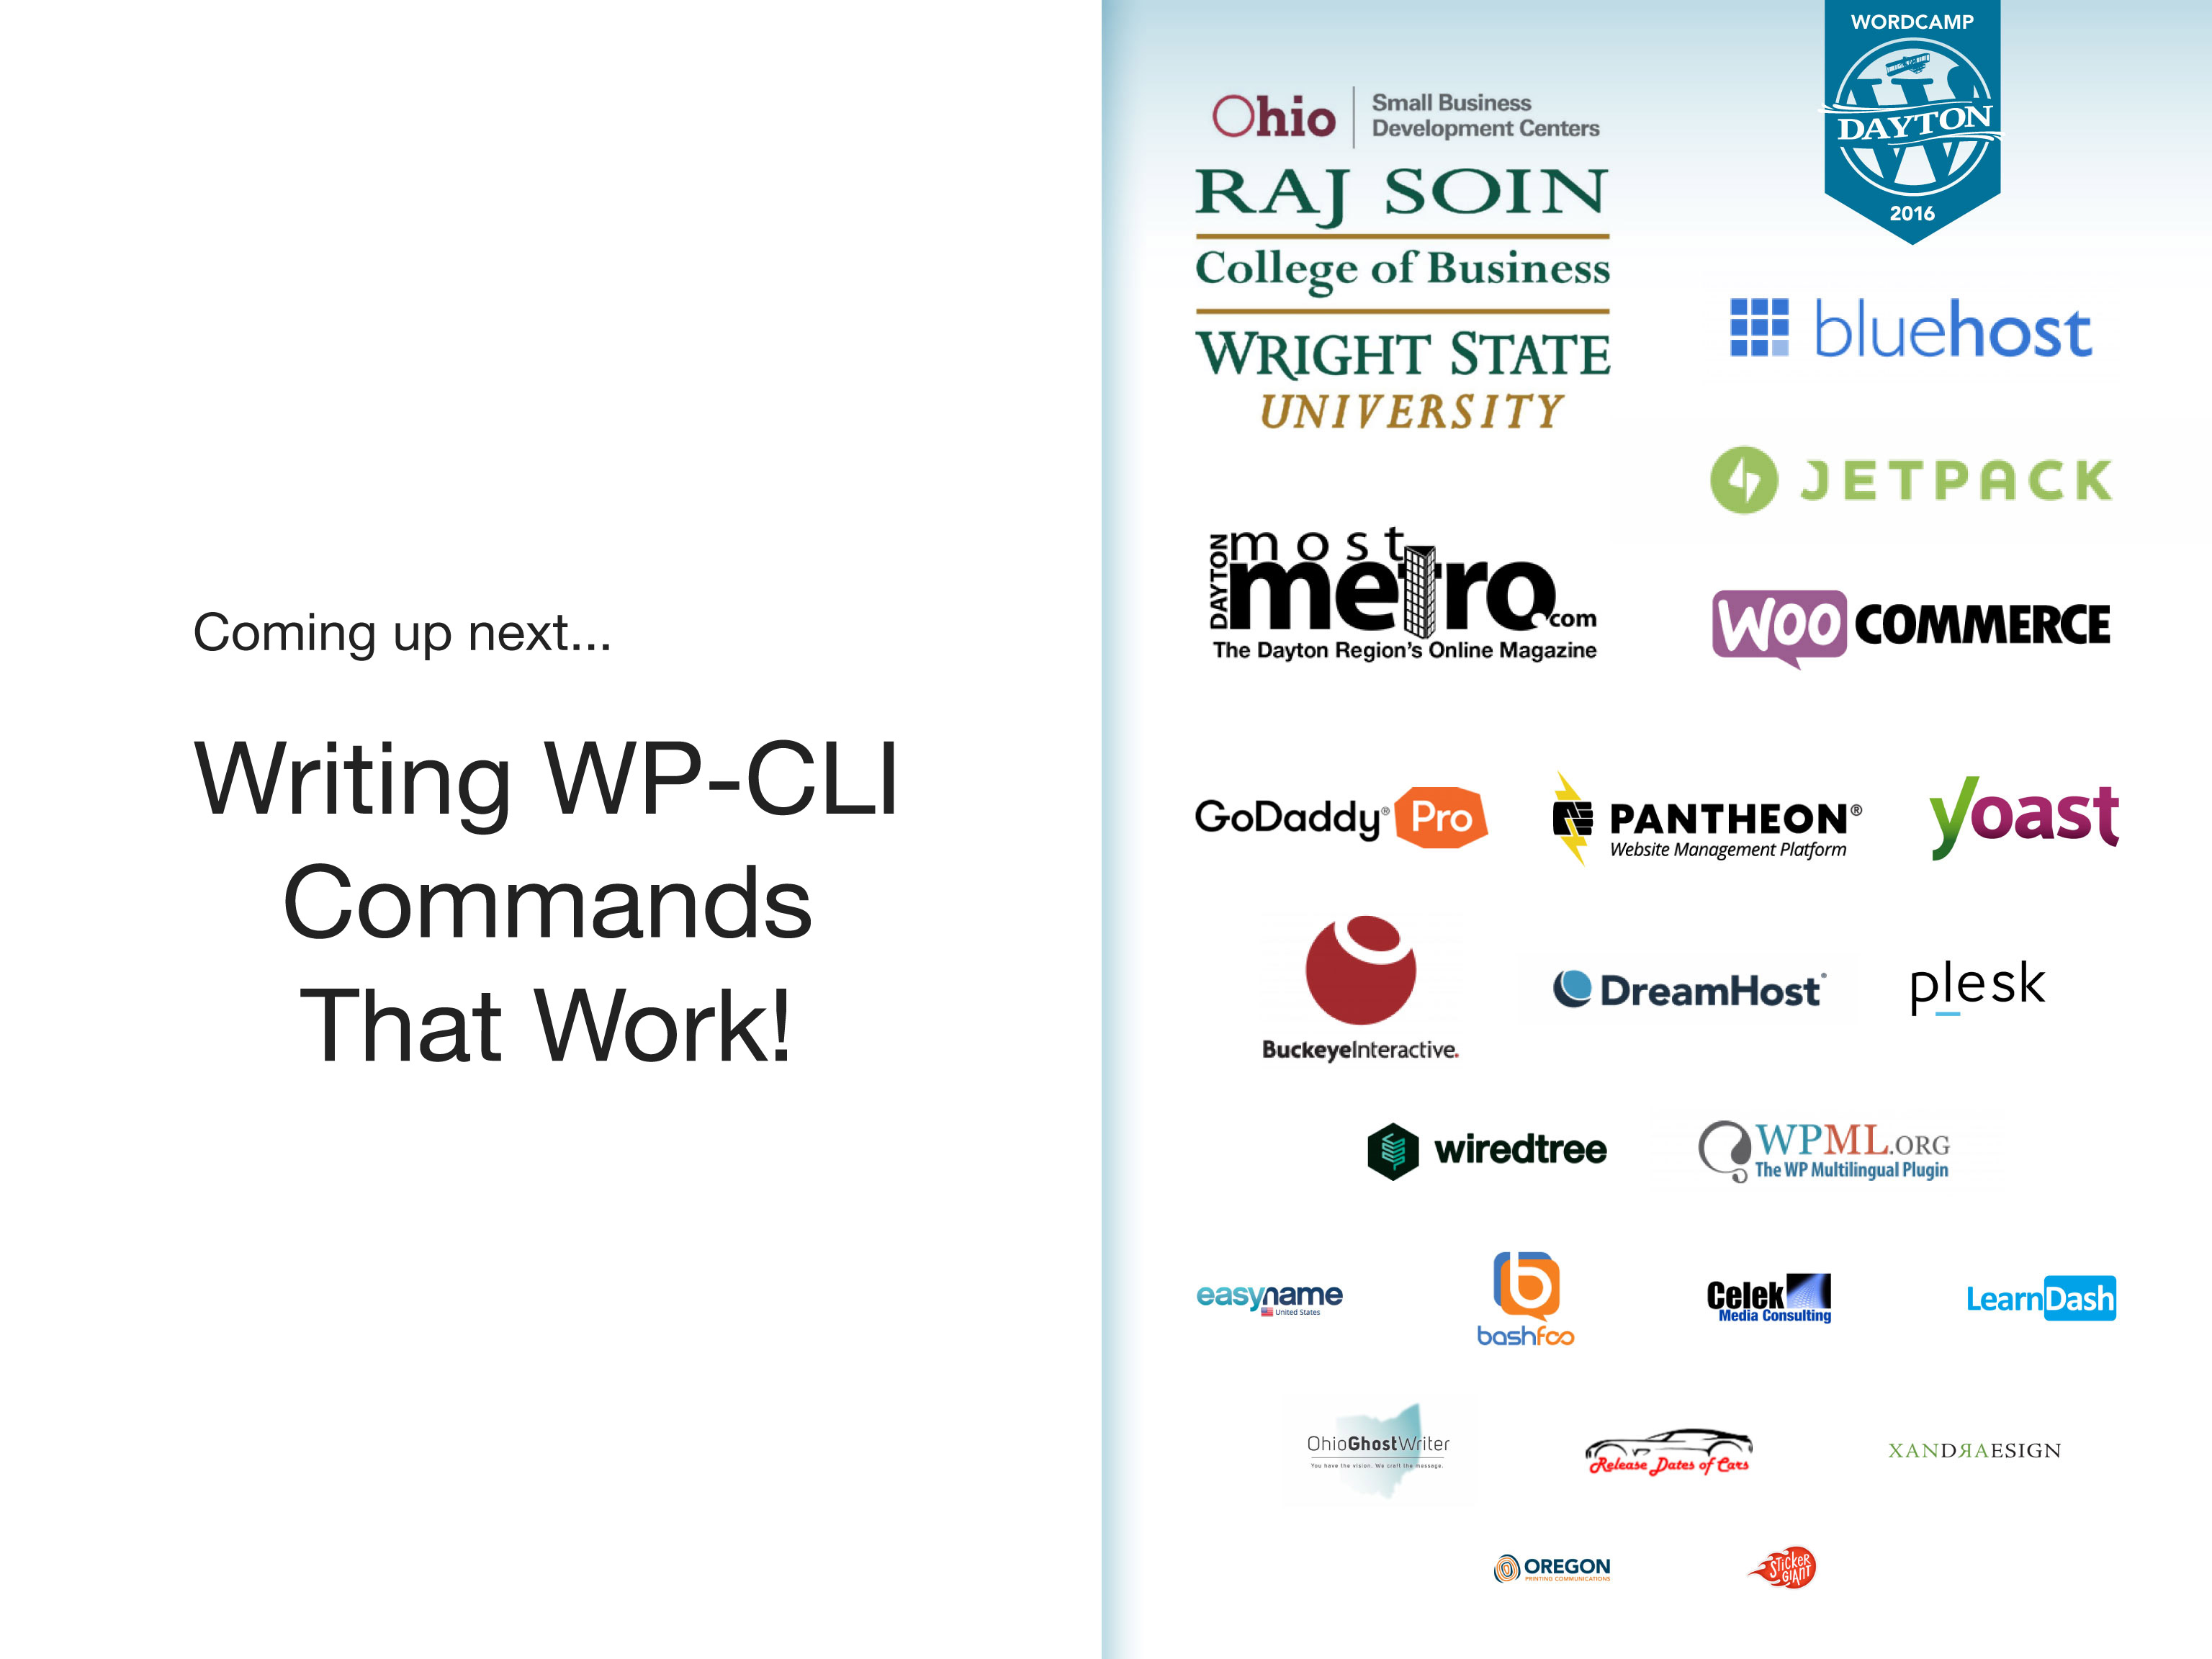 Coming up next...
Writing WP-CLI
Commands
That Work!
WORDCAMP
DAYTON
2016
Ohio
Small Business
Development Centers
RAJ SOIN
College of Business
WRIGHT STATE
UNIVERSITY
bluehost
JETPACK
DAYTON
most
metro
.com
The Dayton Region's Online Magazine
WOO COMMERCE
GoDaddy® Pro
PANTHEON®
Website Management Platform
yoast
BuckeyeInteractive.
DreamHost
plesk
wiredtree
WPML.ORG
The WP Multilingual Plugin
easyname
United States
b
bashfoo
Celek
Media Consulting
LearnDash
OhioGhostWriter
You have the vision. We craft the message.
Release Dates of Cars
XANDЯAESIGN
OREGON
PRINTING COMMUNICATIONS
STICKER
GIANT